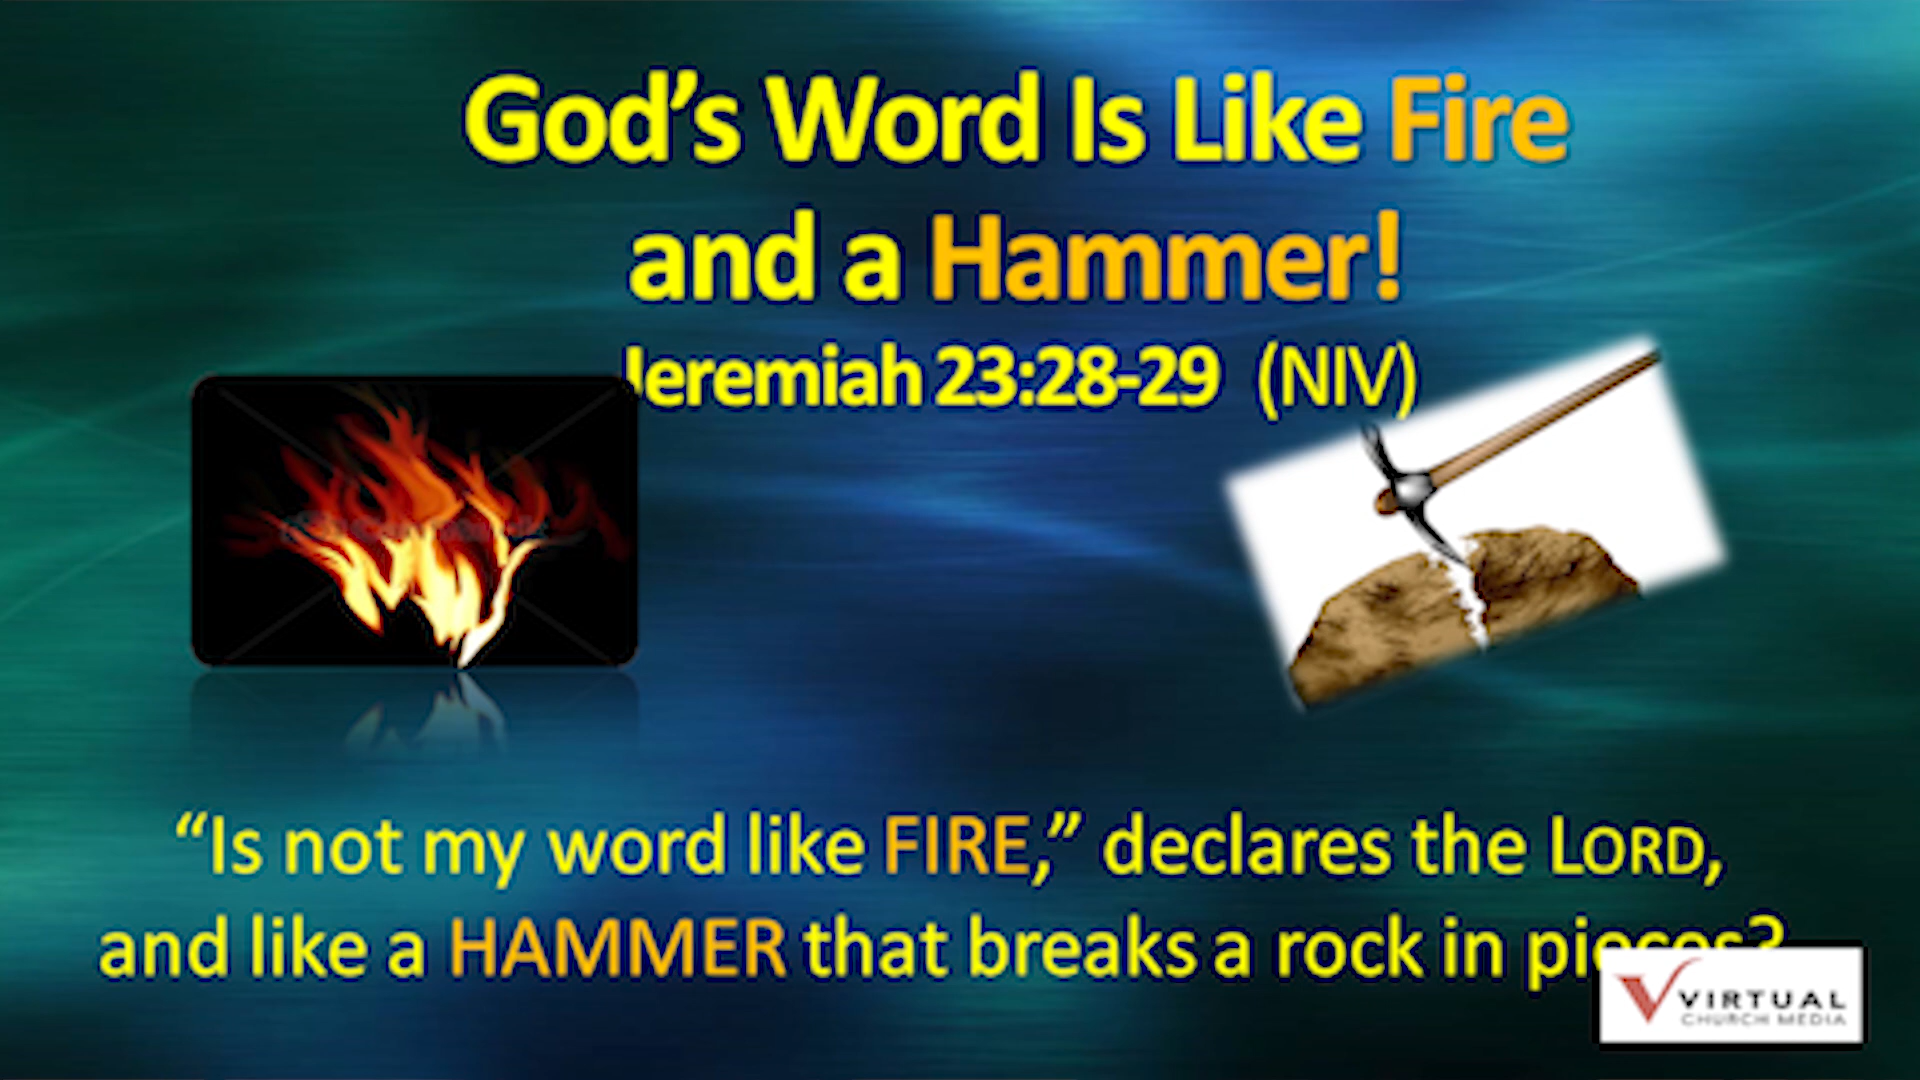 God’s Word Is Like Fire
and a Hammer!
Jeremiah 23:28-29 (NIV)
“Is not my word like FIRE,” declares the LORD,
and like a HAMMER that breaks a rock in pieces?
VIRTUAL
CHURCH MEDIA